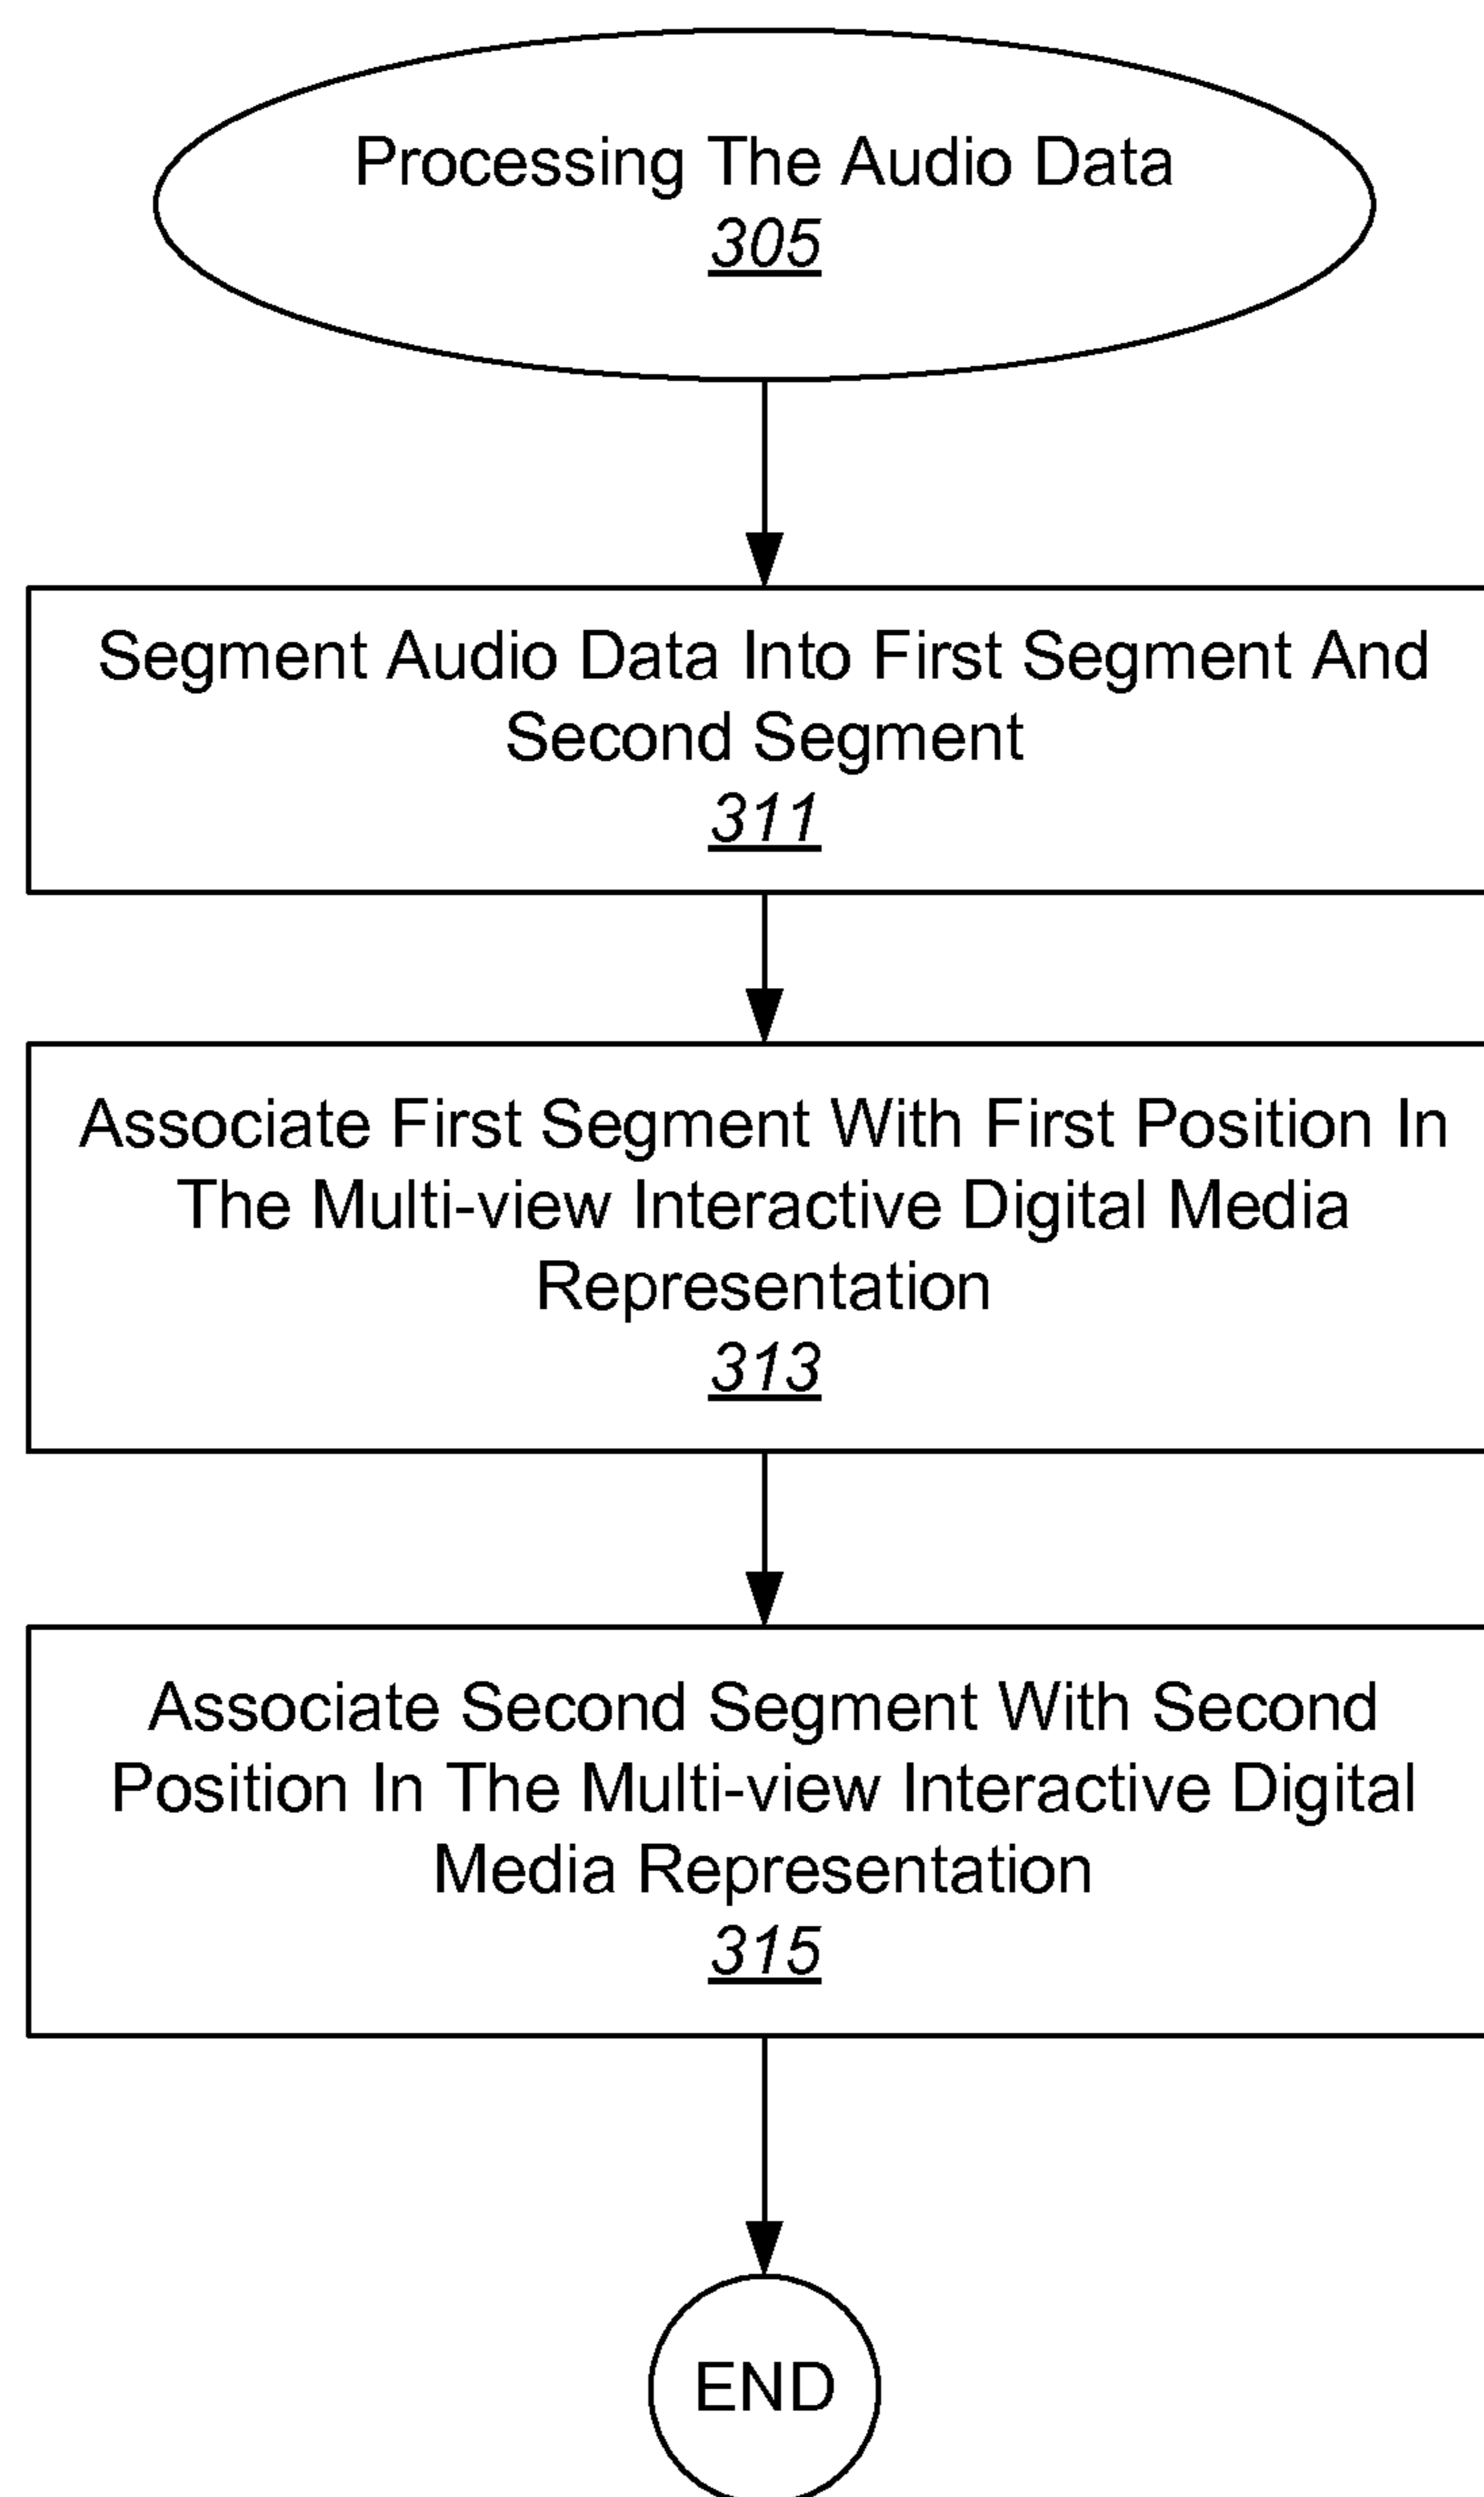 Processing The Audio Data
305
Segment Audio Data Into First Segment And
Second Segment
311
Associate First Segment With First Position In
The Multi-view Interactive Digital Media
Representation
313
Associate Second Segment With Second
Position In The Multi-view Interactive Digital
Media Representation
315
END